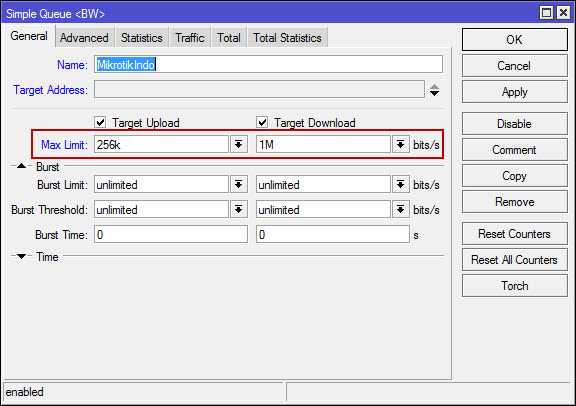 Simple Queue <BW>
General Advanced Statistics Traffic Total Total Statistics
Name: MikrotikIndo
Target Address:
Target Upload Target Download
Max Limit: 256k 1M bits/s
Burst
Burst Limit: unlimited unlimited bits/s
Burst Threshold: unlimited unlimited bits/s
Burst Time: 0 0 s
Time
OK
Cancel
Apply
Disable
Comment
Copy
Remove
Reset Counters
Reset All Counters
Torch
enabled